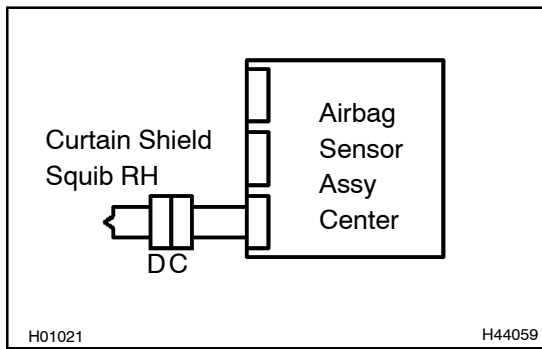 Airbag
Sensor
Assy
Center
Curtain Shield
Squib RH
D C
H01021
H44059